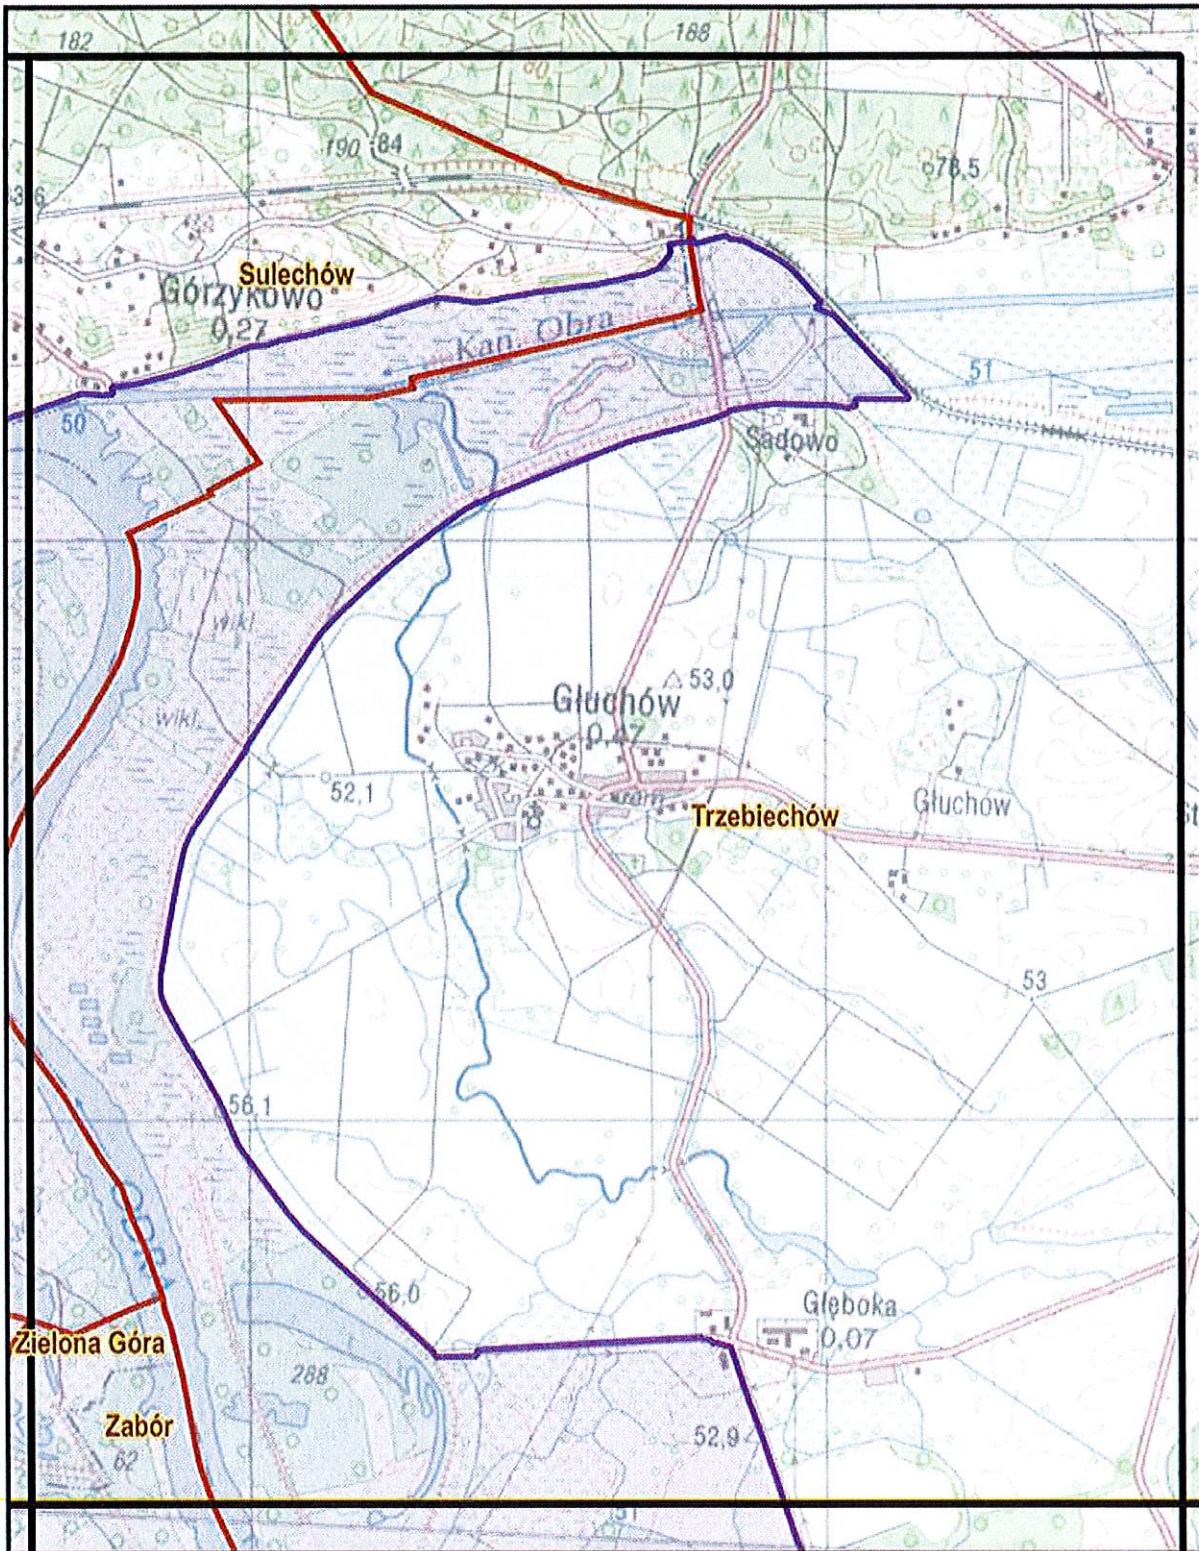 182
188
80
190
84
78,5
Sulechów
Górzykowo
0,27
Kan. Obra
51
50
Sadowo
wikl.
53,0
Głuchów
0,47
wikl.
52,1
Głuchów
Trzebiechów
53
56,1
56,0
Głęboka
0,07
Zielona Góra
288
Zabór
52,9
62
51